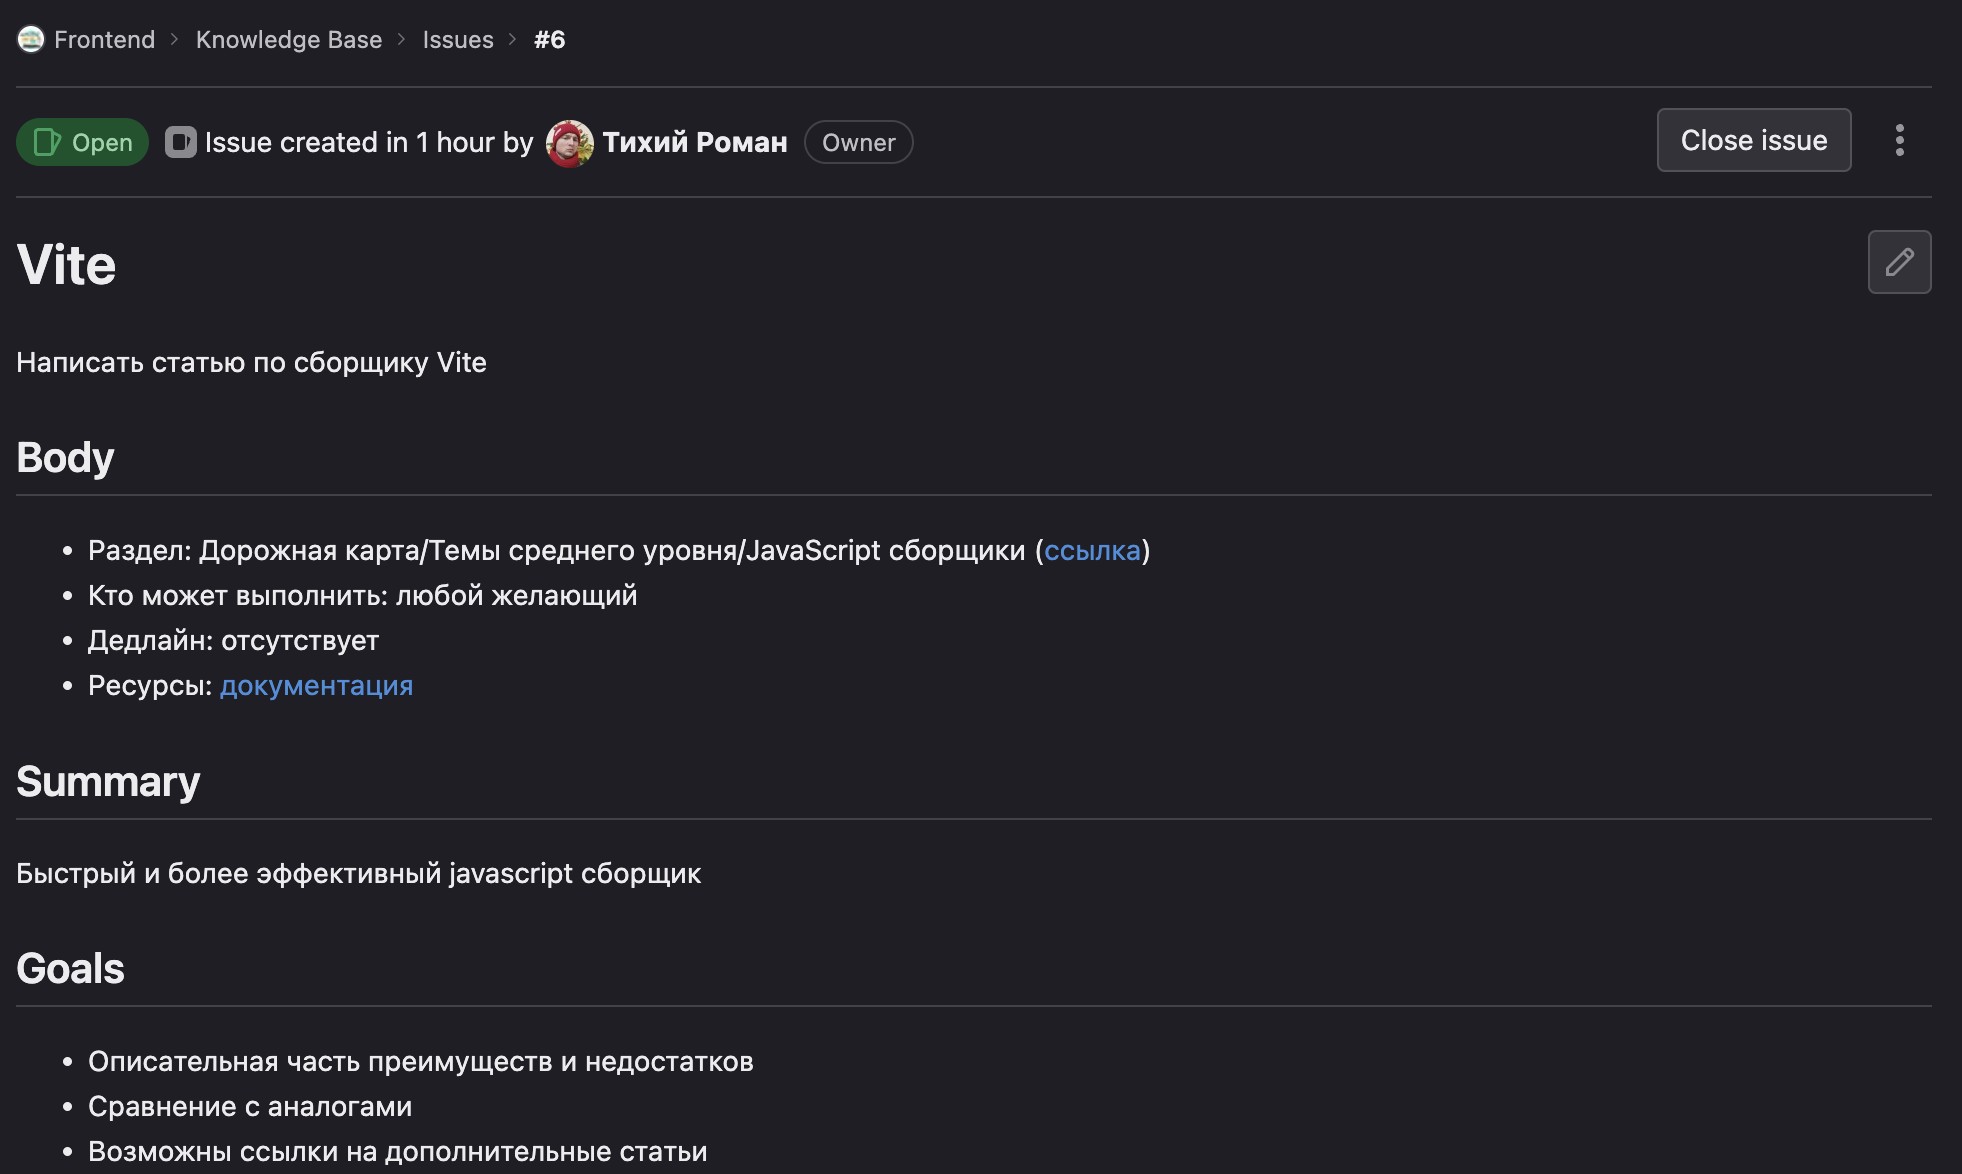 Frontend > Knowledge Base > Issues > #6
Open Issue created in 1 hour by Тихий Роман Owner Close issue
Vite
Написать статью по сборщику Vite
Body
• Раздел: Дорожная карта/Темы среднего уровня/JavaScript сборщики (ссылка)
• Кто может выполнить: любой желающий
• Дедлайн: отсутствует
• Ресурсы: документация
Summary
Быстрый и более эффективный javascript сборщик
Goals
• Описательная часть преимуществ и недостатков
• Сравнение с аналогами
• Возможны ссылки на дополнительные статьи